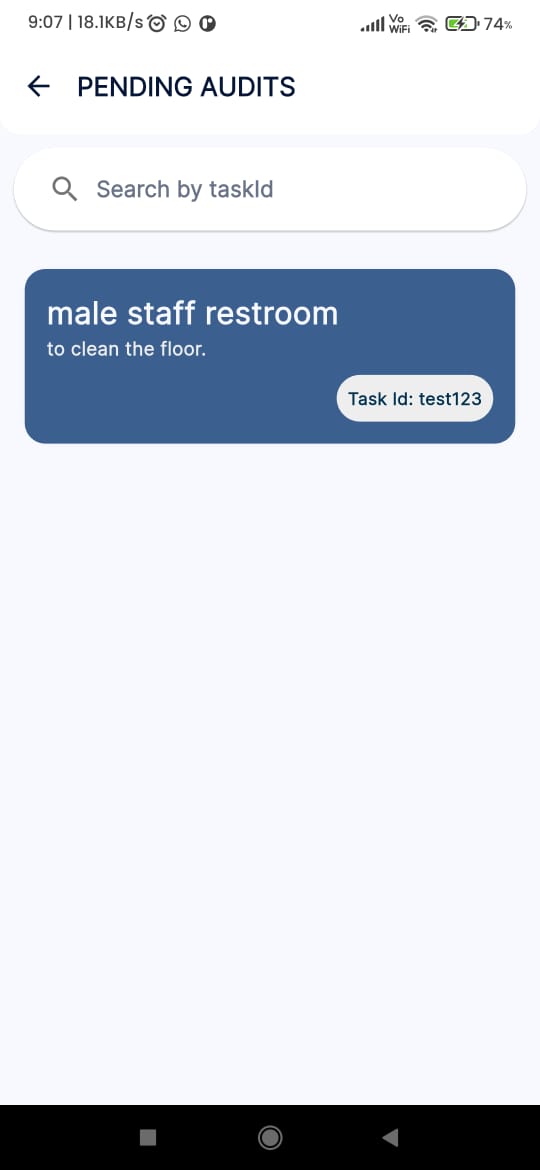 9:07 | 18.1KB/s
Vo WiFi
74%
PENDING AUDITS
Search by taskId
male staff restroom
to clean the floor.
Task Id: test123